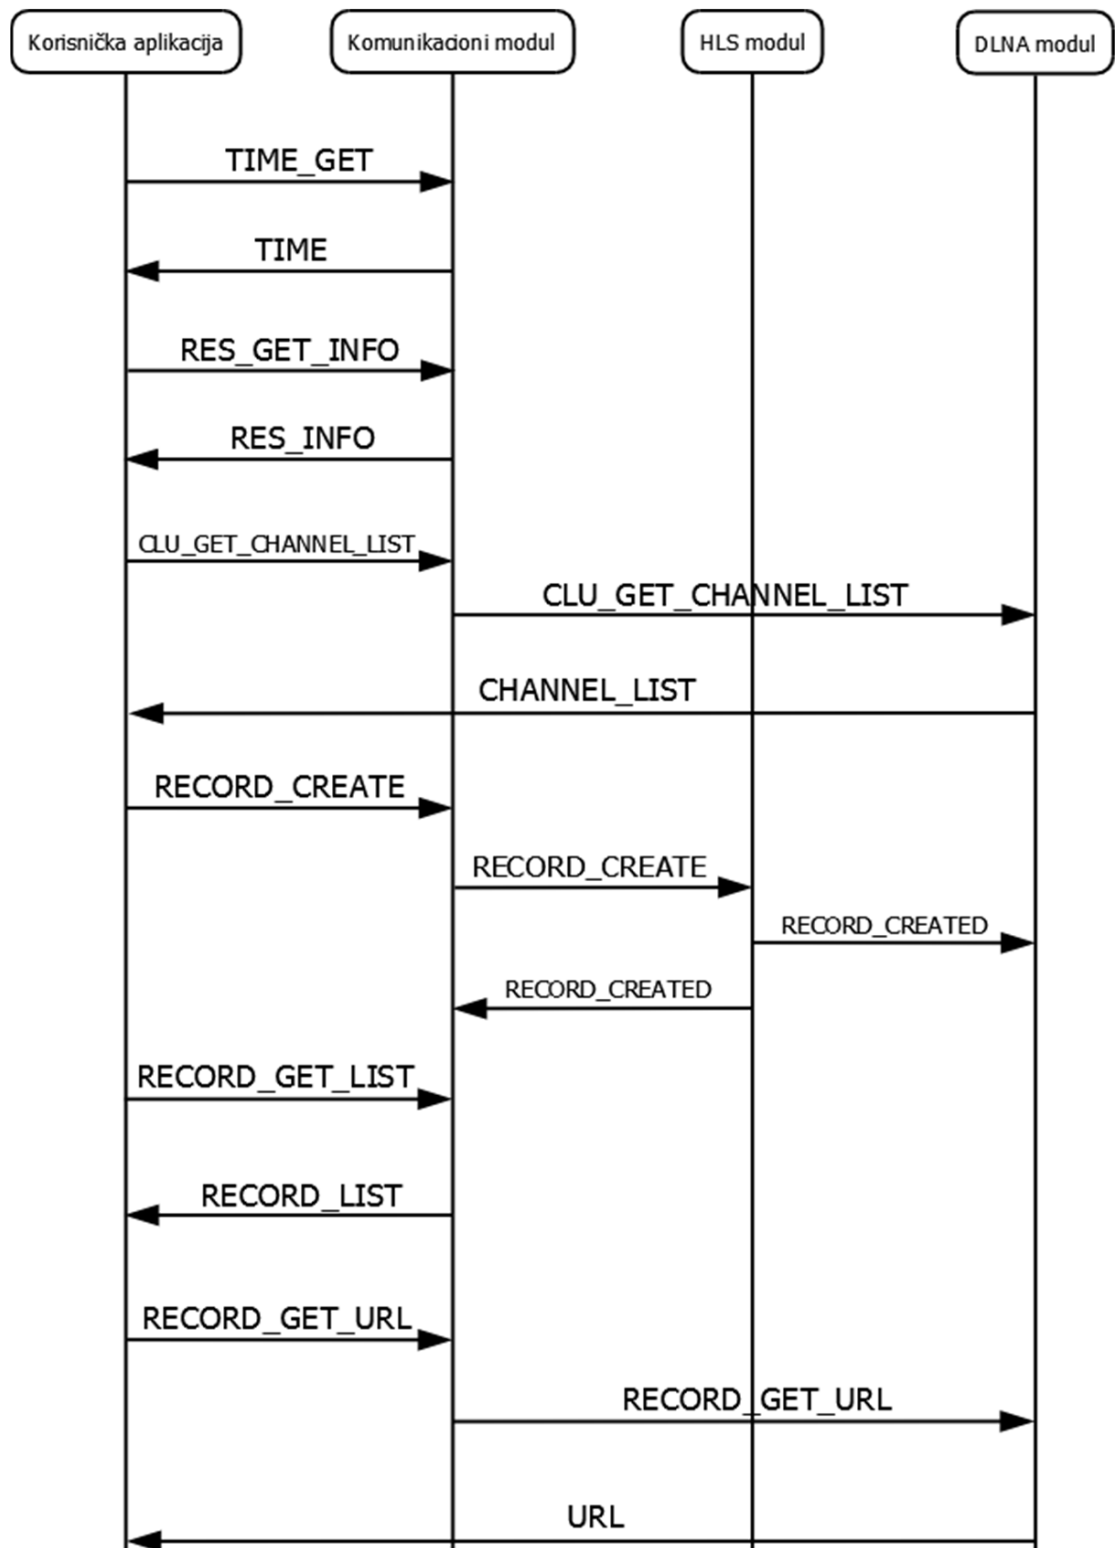 Korisnička aplikacija
Komunikacioni modul
HLS modul
DLNA modul
TIME_GET
TIME
RES_GET_INFO
RES_INFO
CLU_GET_CHANNEL_LIST
CLU_GET_CHANNEL_LIST
CHANNEL_LIST
RECORD_CREATE
RECORD_CREATE
RECORD_CREATED
RECORD_CREATED
RECORD_GET_LIST
RECORD_LIST
RECORD_GET_URL
RECORD_GET_URL
URL